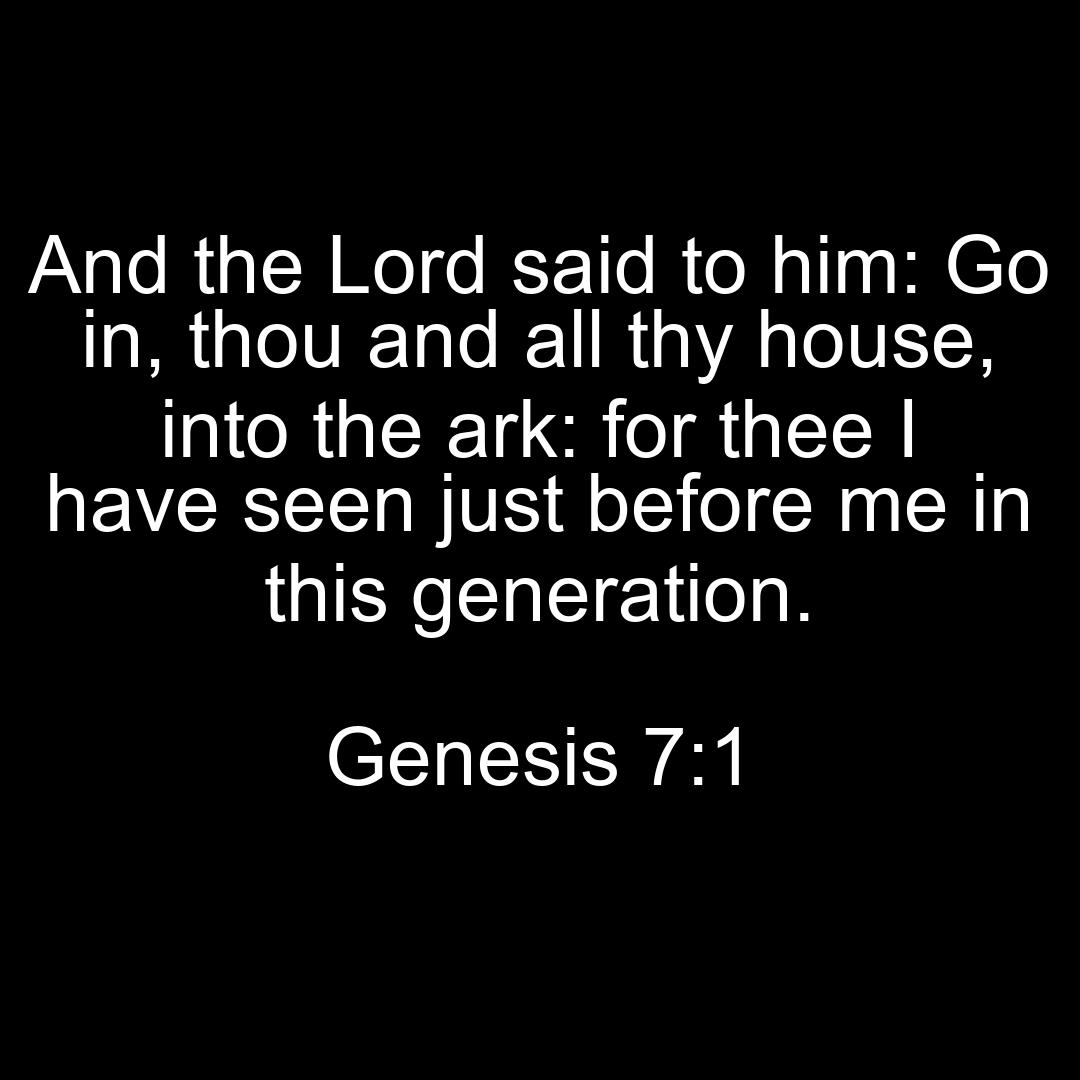 And the Lord said to him: Go
in, thou and all thy house,
into the ark: for thee I
have seen just before me in
this generation.
Genesis 7:1